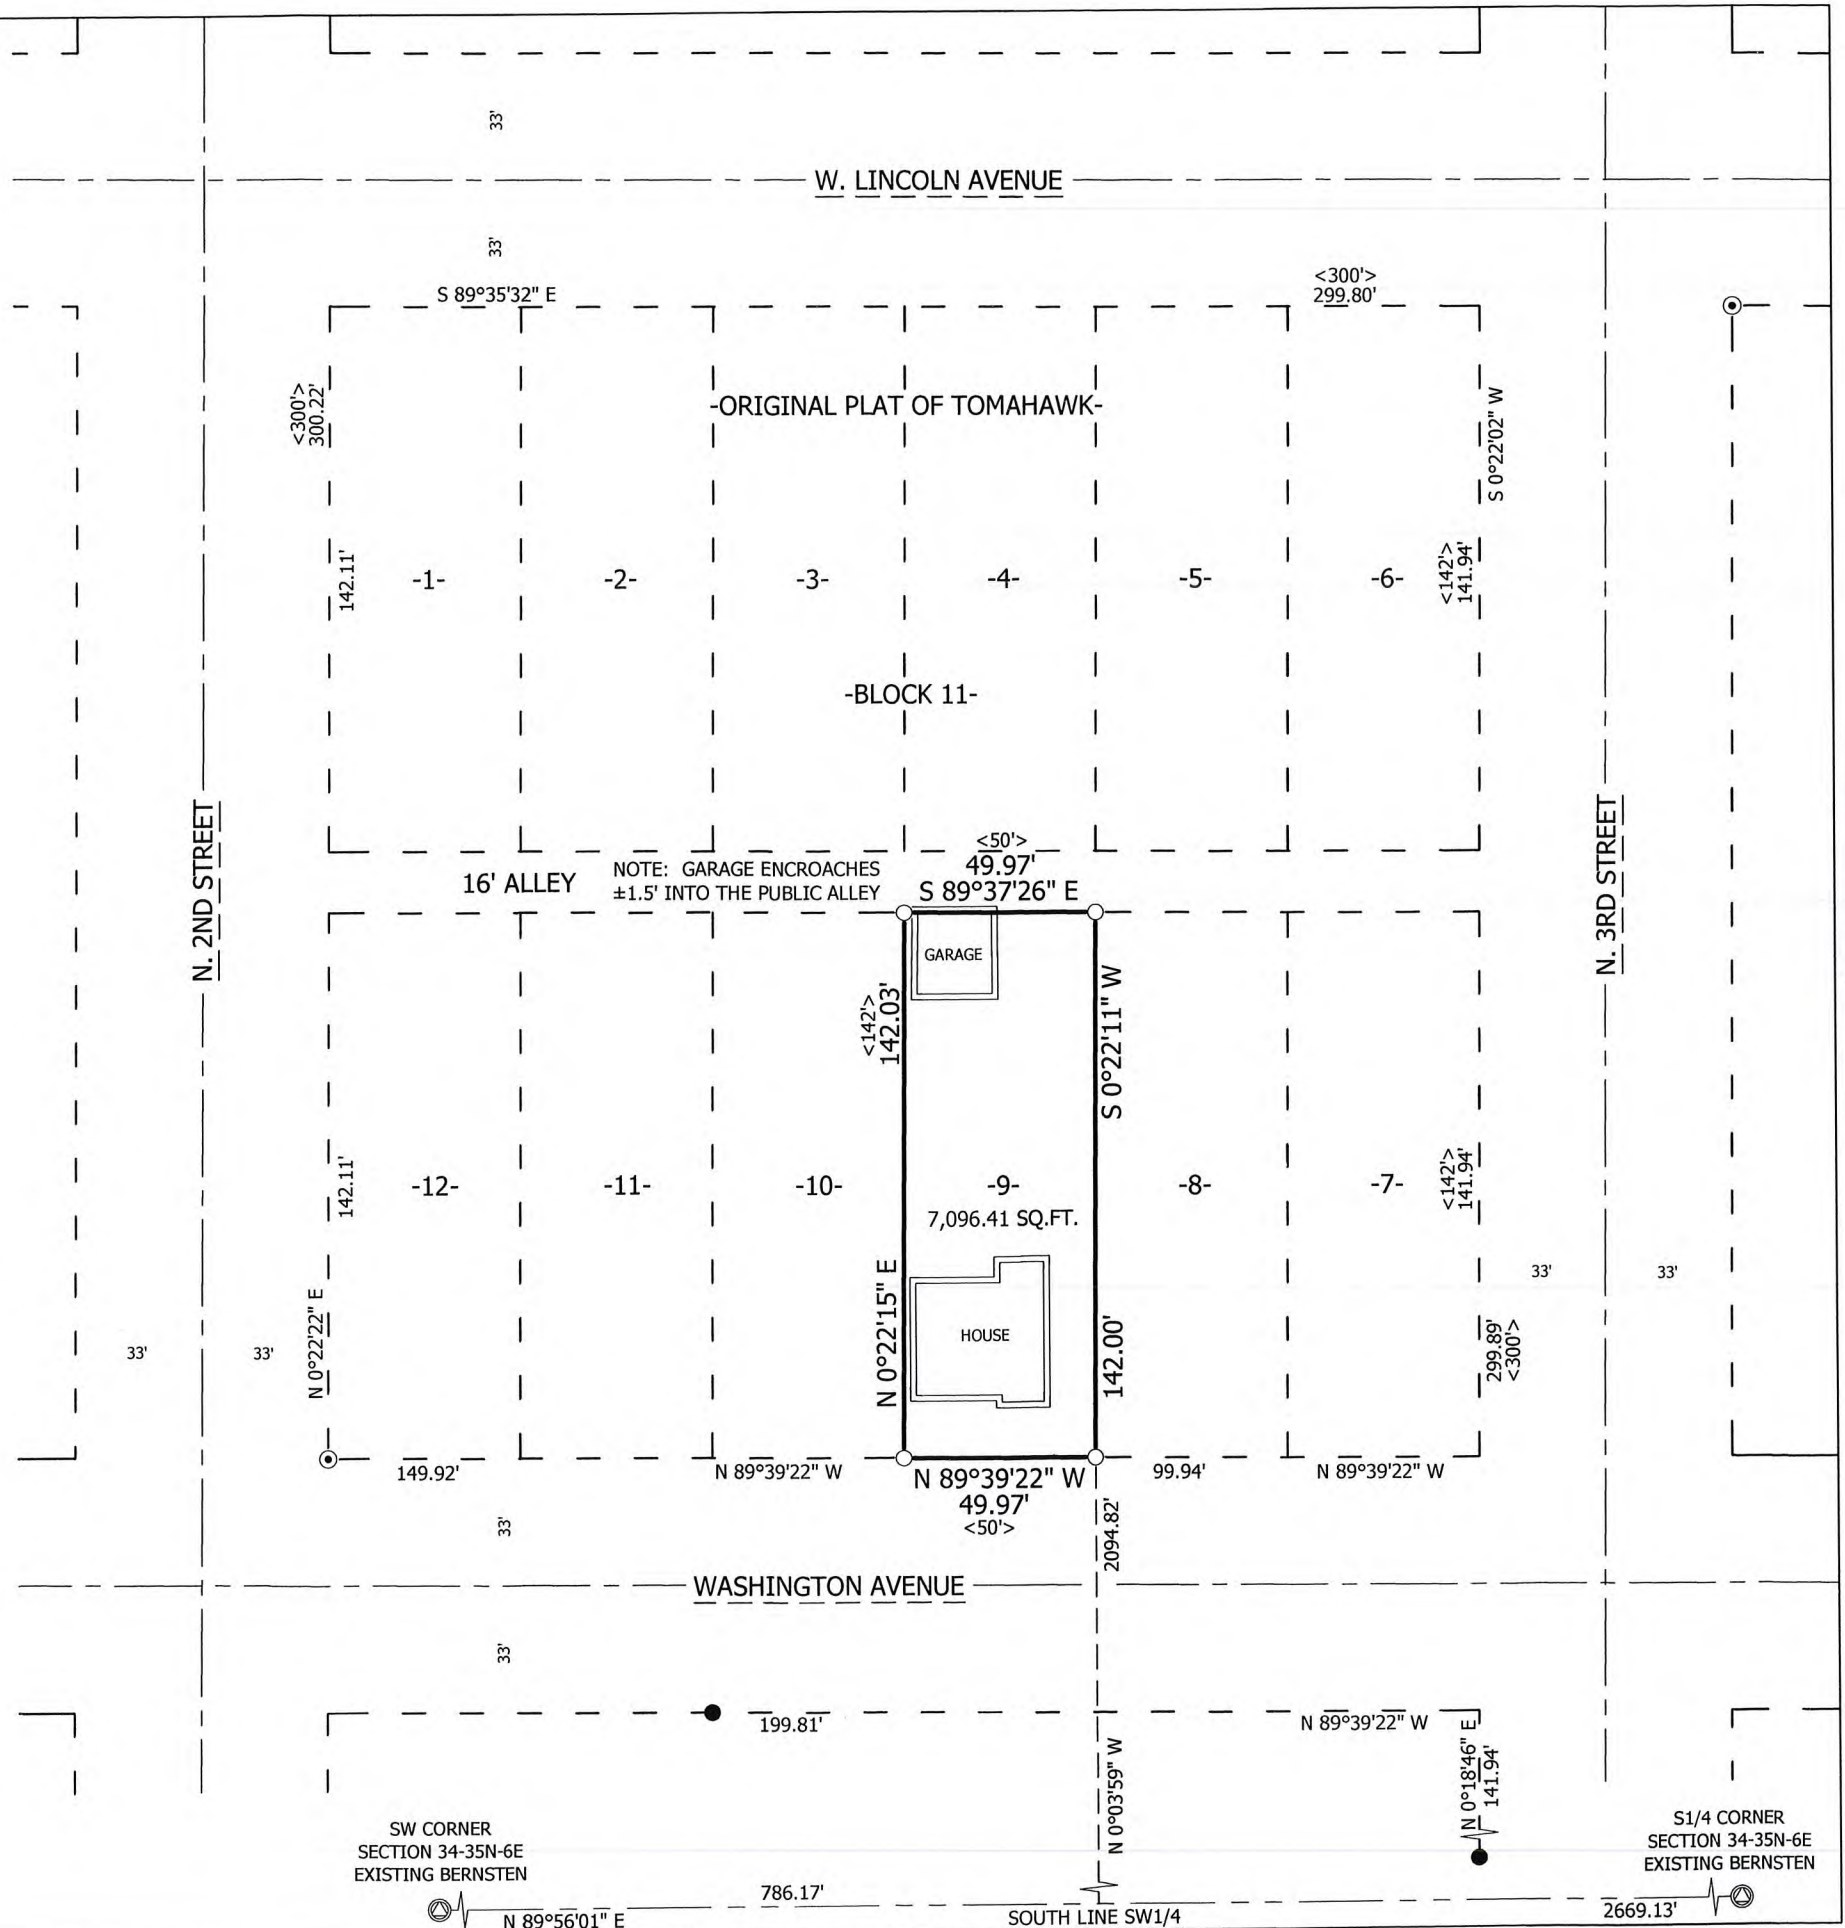 33'
W. LINCOLN AVENUE
33'
S 89°35'32" E
<300'>
299.80'
<300'>
300.22'
-ORIGINAL PLAT OF TOMAHAWK-
S 0°22'02" W
142.11'
-1-
-2-
-3-
-4-
-5-
-6-
<142'>
141.94'
-BLOCK 11-
N. 2ND STREET
N. 3RD STREET
16' ALLEY
NOTE: GARAGE ENCROACHES
±1.5' INTO THE PUBLIC ALLEY
<50'>
49.97'
S 89°37'26" E
GARAGE
<142'>
142.03'
S 0°22'11" W
142.11'
-12-
-11-
-10-
-9-
7,096.41 SQ.FT.
-8-
-7-
<142'>
141.94'
N 0°22'22" E
N 0°22'15" E
HOUSE
142.00'
33'
33'
33'
33'
299.89'
<300'>
149.92'
N 89°39'22" W
N 89°39'22" W
49.97'
<50'>
99.94'
N 89°39'22" W
2094.82'
33'
WASHINGTON AVENUE
33'
199.81'
N 89°39'22" W
N 0°03'59" W
N 0°18'46" E
141.94'
SW CORNER
SECTION 34-35N-6E
EXISTING BERNSTEN
S1/4 CORNER
SECTION 34-35N-6E
EXISTING BERNSTEN
786.17'
N 89°56'01" E
SOUTH LINE SW1/4
2669.13'